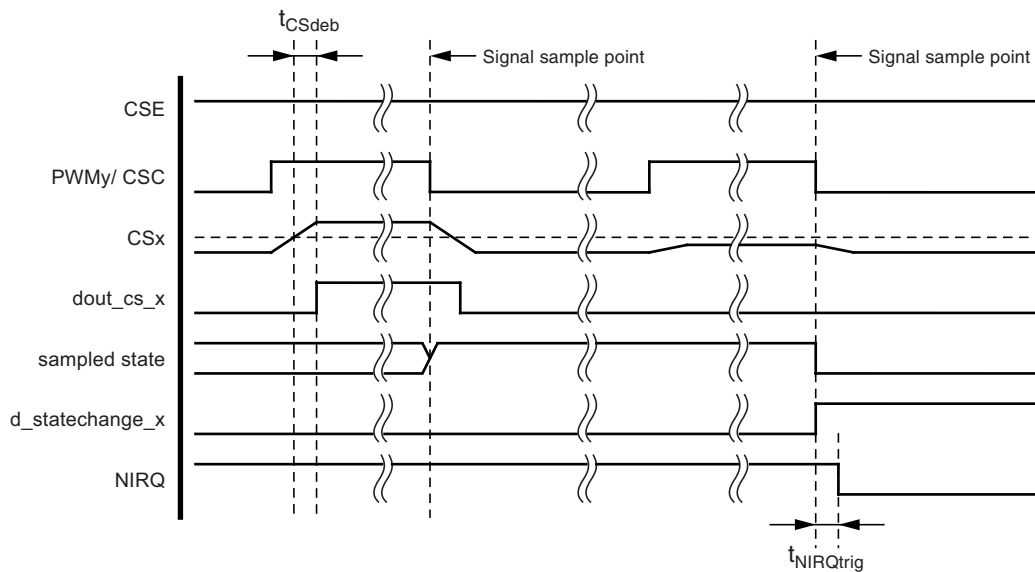 tCSdeb
Signal sample point
Signal sample point
CSE
PWMy/ CSC
CSx
dout_cs_x
sampled state
d_statechange_x
NIRQ
tNIRQtrig